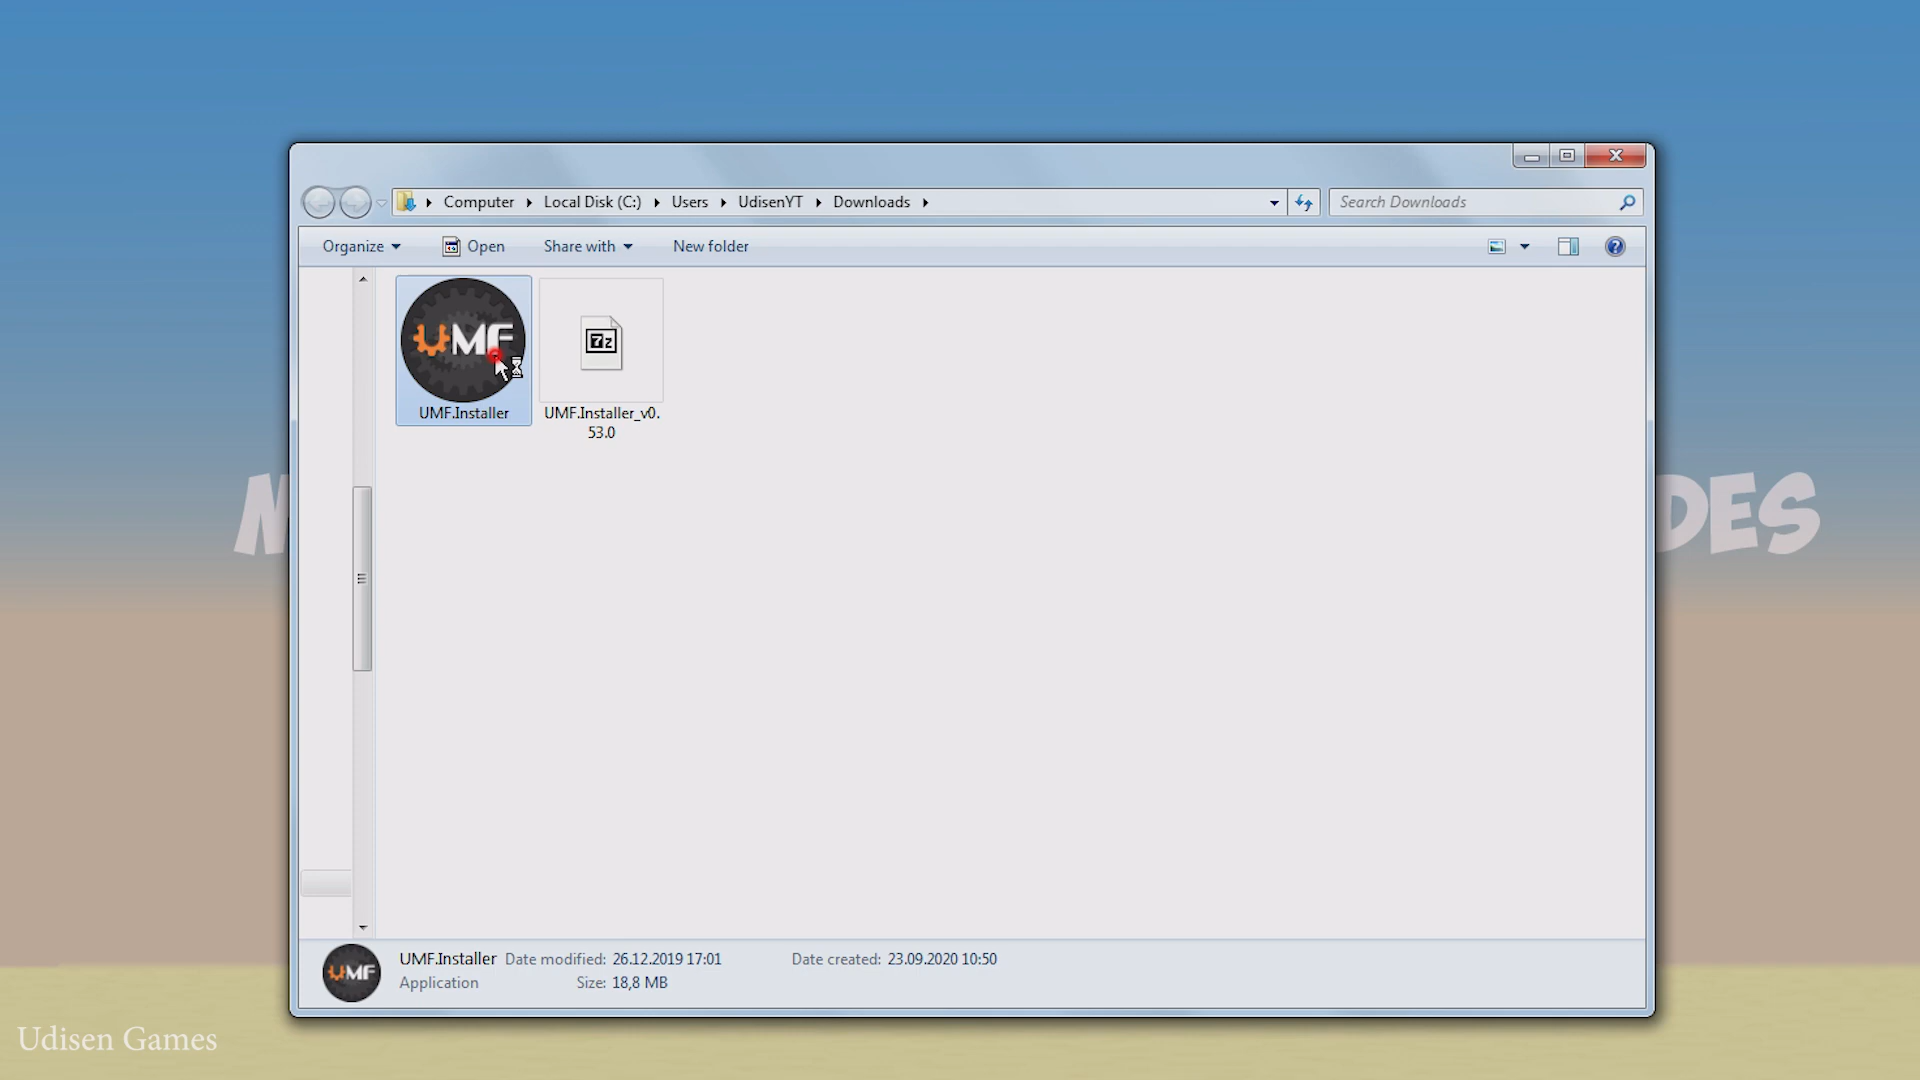 Computer Local Disk (C:) Users UdisenYT Downloads
Search Downloads
Organize Open Share with New folder
UMF
7z
UMF.Installer
UMF.Installer_v0.
53.0
DES
UMF
UMF.Installer Date modified: 26.12.2019 17:01 Date created: 23.09.2020 10:50
Application Size: 18,8 MB
Udisen Games